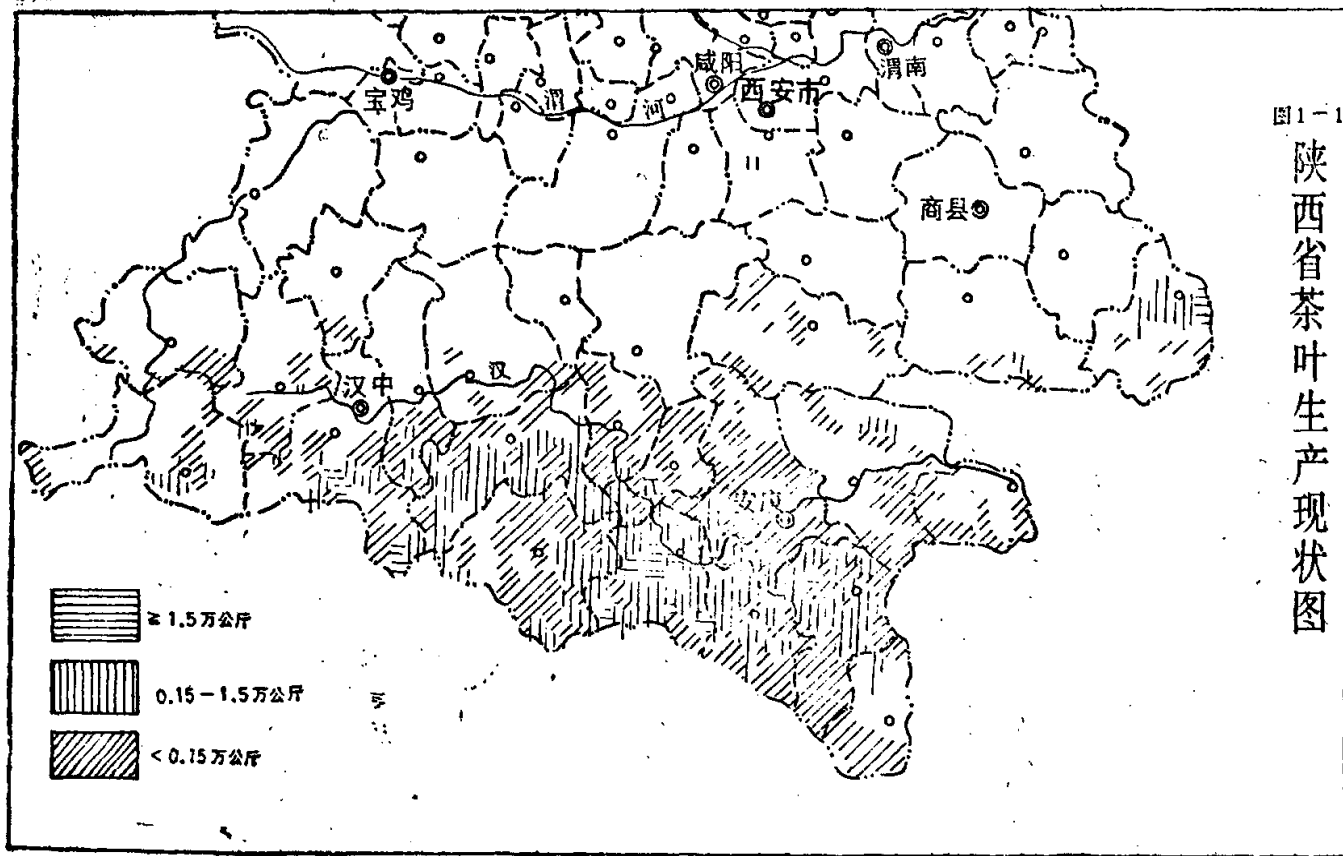 图1-1
陕西省茶叶生产现状图
咸阳
渭南
西安市
宝鸡
渭
河
商县
汉
汉中
≥1.5万公斤
0.15-1.5万公斤
<0.15万公斤